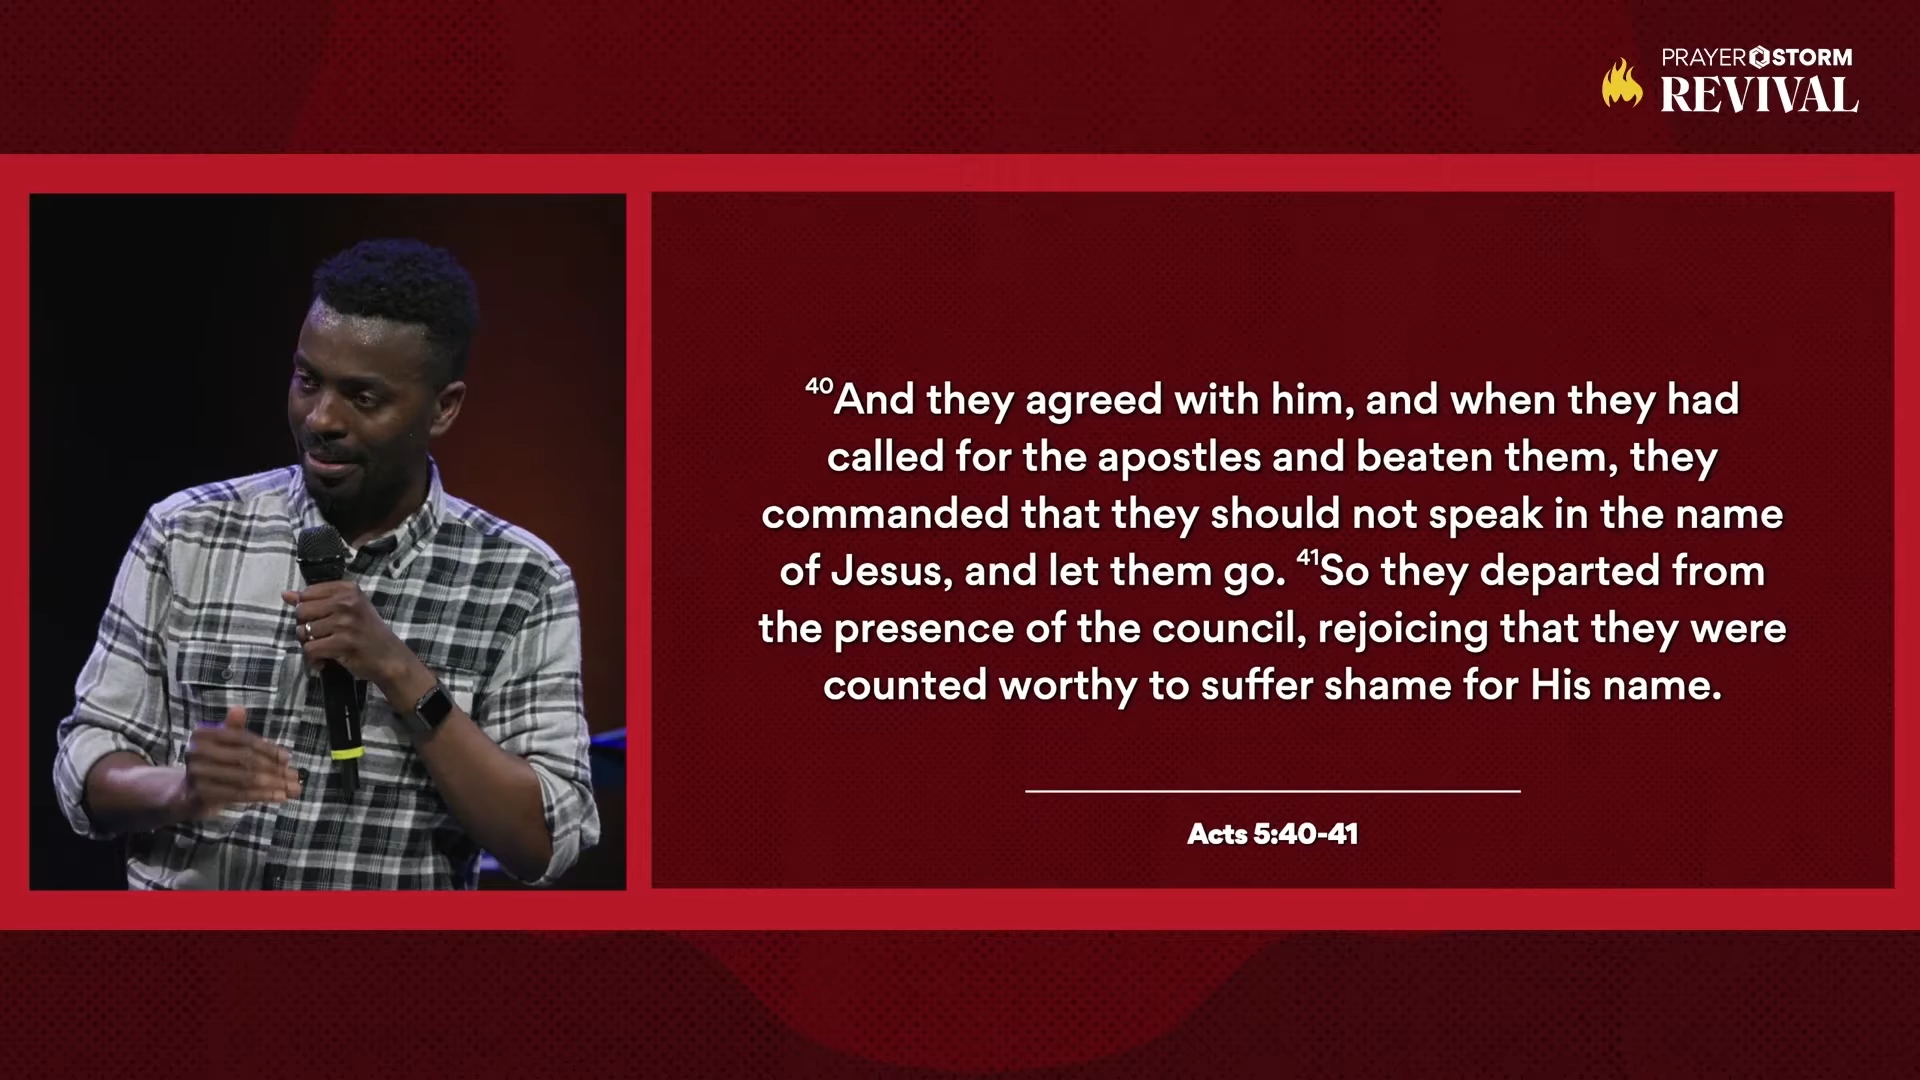 PRAYER STORM
REVIVAL
⁴⁰And they agreed with him, and when they had
called for the apostles and beaten them, they
commanded that they should not speak in the name
of Jesus, and let them go. ⁴¹So they departed from
the presence of the council, rejoicing that they were
counted worthy to suffer shame for His name.
Acts 5:40-41